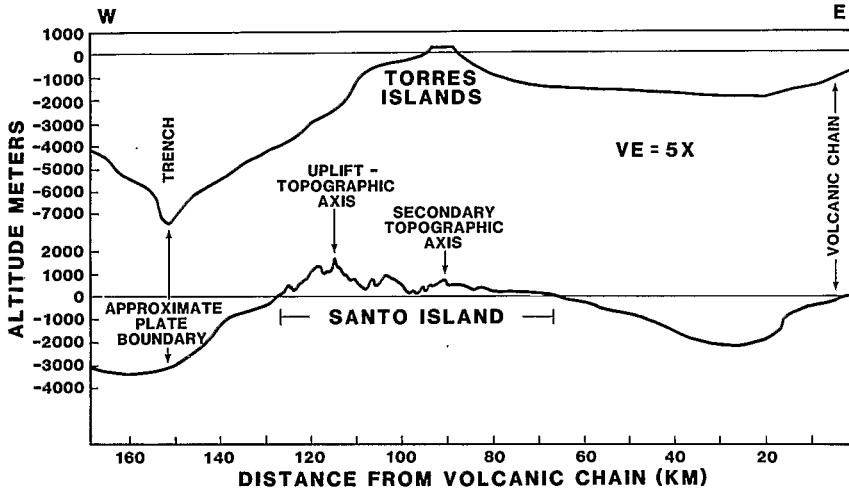 W
E
1000
0
-1000
-2000
-3000
-4000
-5000
-6000
-7000
2000
1000
0
-1000
-2000
-3000
-4000
ALTITUDE METERS
TORRES
ISLANDS
TRENCH
VE = 5X
VOLCANIC CHAIN
UPLIFT -
TOPOGRAPHIC
AXIS
SECONDARY
TOPOGRAPHIC
AXIS
APPROXIMATE
PLATE
BOUNDARY
SANTO ISLAND
160
140
120
100
80
60
40
20
DISTANCE FROM VOLCANIC CHAIN (KM)